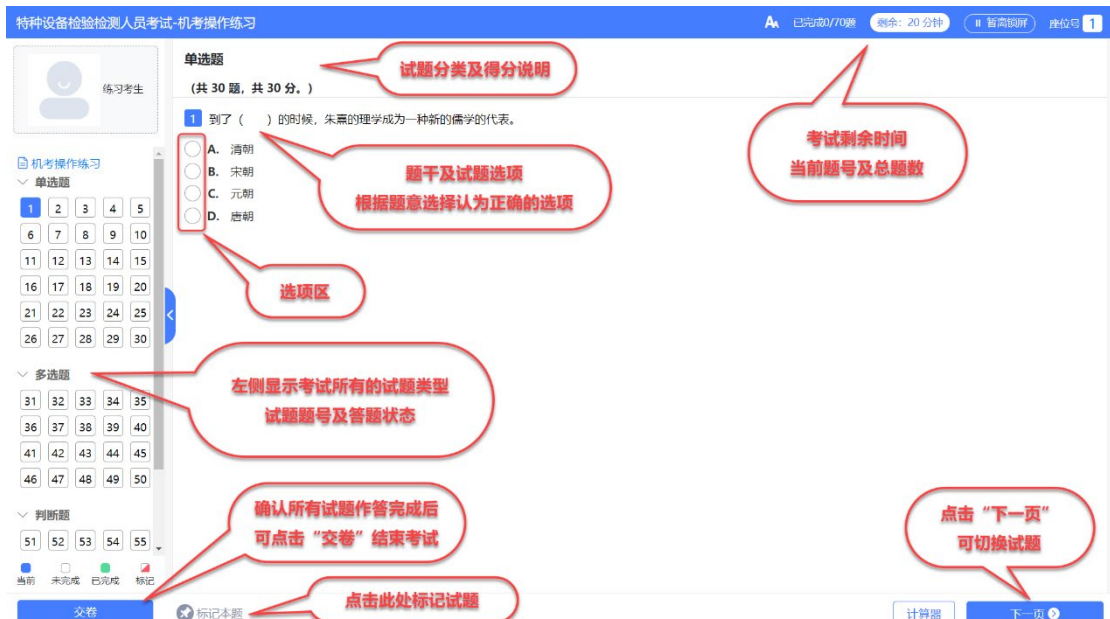 特种设备检验检测人员考试-机考操作练习
已完成0/70题
剩余：20 分钟
暂离锁屏
座位号 1
练习考生
机考操作练习
单选题
1 2 3 4 5
6 7 8 9 10
11 12 13 14 15
16 17 18 19 20
21 22 23 24 25
26 27 28 29 30
多选题
31 32 33 34 35
36 37 38 39 40
41 42 43 44 45
46 47 48 49 50
判断题
51 52 53 54 55
当前 未完成 已完成 标记
交卷
单选题
（共 30 题，共 30 分。）
试题分类及得分说明
1 到了（ ）的时候，朱熹的理学成为一种新的儒学的代表。
A. 清朝
B. 宋朝
C. 元朝
D. 唐朝
题干及试题选项
根据题意选择认为正确的选项
考试剩余时间
当前题号及总题数
选项区
左侧显示考试所有的试题类型
试题题号及答题状态
确认所有试题作答完成后
可点击“交卷”结束考试
点击“下一页”
可切换试题
点击此处标记试题
标记本题
计算器
下一页